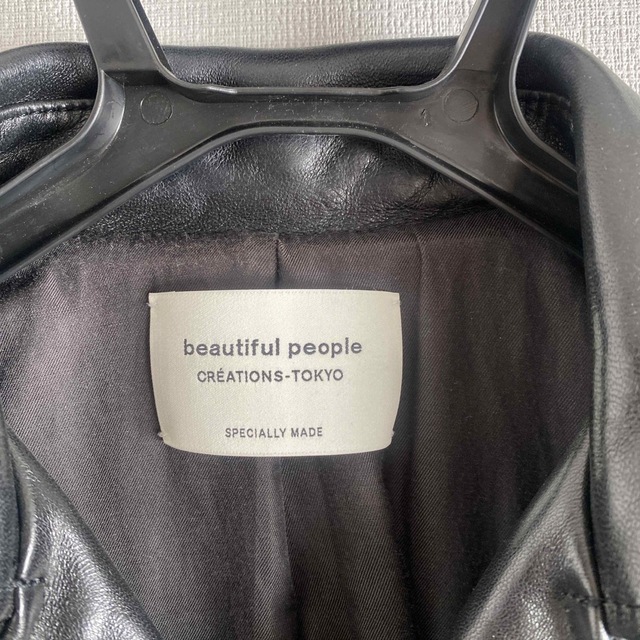 beautiful people
CRÉATIONS-TOKYO
SPECIALLY MADE